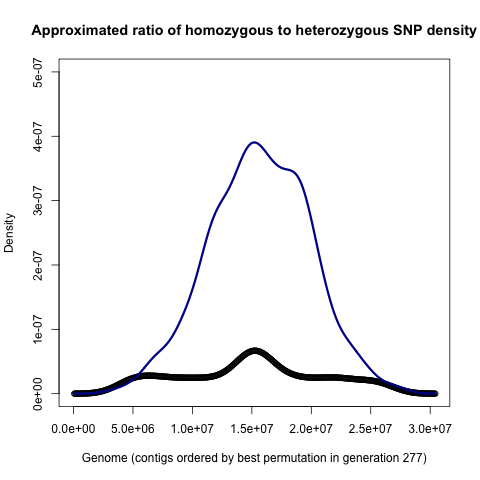 Approximated ratio of homozygous to heterozygous SNP density
5e-07
4e-07
3e-07
2e-07
1e-07
0e+00
Density
0.0e+00 5.0e+06 1.0e+07 1.5e+07 2.0e+07 2.5e+07 3.0e+07
Genome (contigs ordered by best permutation in generation 277)